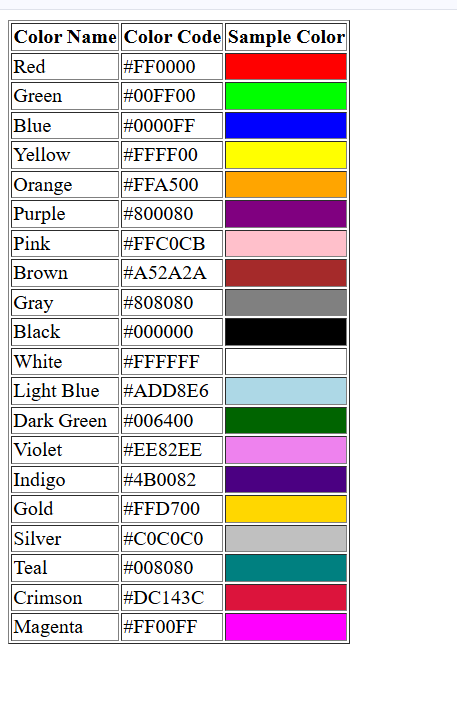 Color Name Color Code Sample Color
Red #FF0000
Green #00FF00
Blue #0000FF
Yellow #FFFF00
Orange #FFA500
Purple #800080
Pink #FFC0CB
Brown #A52A2A
Gray #808080
Black #000000
White #FFFFFF
Light Blue #ADD8E6
Dark Green #006400
Violet #EE82EE
Indigo #4B0082
Gold #FFD700
Silver #C0C0C0
Teal #008080
Crimson #DC143C
Magenta #FF00FF